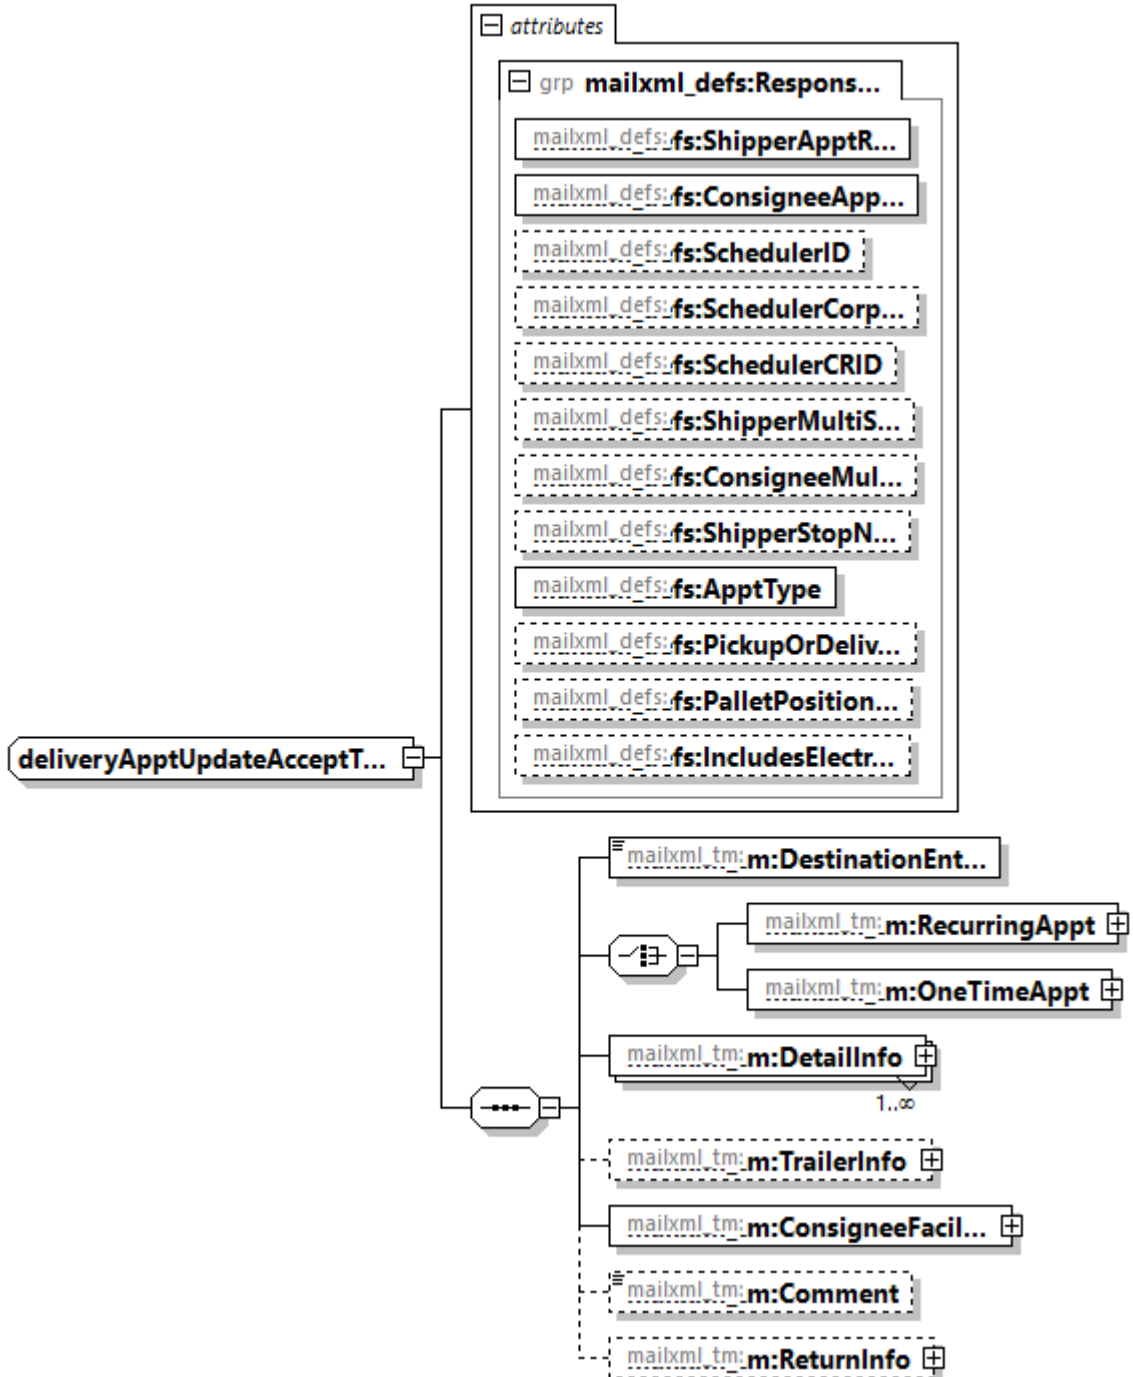 attributes
grp mailxml_defs:Respons...
mailxml_defs:fs:ShipperApptR...
mailxml_defs:fs:ConsigneeApp...
mailxml_defs:fs:SchedulerID
mailxml_defs:fs:SchedulerCorp...
mailxml_defs:fs:SchedulerCRID
mailxml_defs:fs:ShipperMultiS...
mailxml_defs:fs:ConsigneeMul...
mailxml_defs:fs:ShipperStopN...
mailxml_defs:fs:ApptType
mailxml_defs:fs:PickupOrDeliv...
mailxml_defs:fs:PalletPosition...
mailxml_defs:fs:IncludesElectr...
deliveryApptUpdateAcceptT...
mailxml_tm:m:DestinationEnt...
mailxml_tm:m:RecurringAppt
mailxml_tm:m:OneTimeAppt
mailxml_tm:m:DetailInfo
1..∞
mailxml_tm:m:TrailerInfo
mailxml_tm:m:ConsigneeFacil...
mailxml_tm:m:Comment
mailxml_tm:m:ReturnInfo